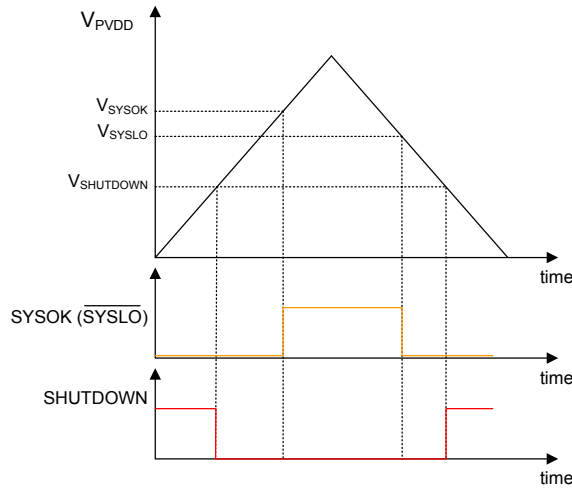 VPVDD
VSYSOK
VSYSLO
VSHUTDOWN
time
SYSOK (SYSLO)
time
SHUTDOWN
time